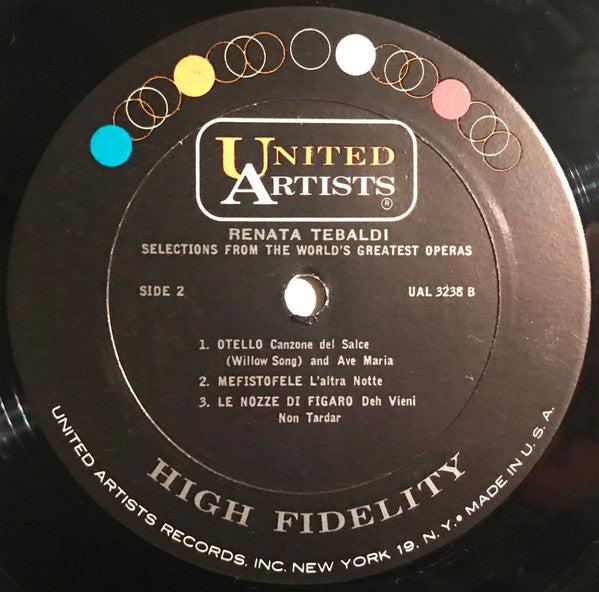 UNITED
ARTISTS
®
RENATA TEBALDI
SELECTIONS FROM THE WORLD'S GREATEST OPERAS
SIDE 2
UAL 3238 B
1. OTELLO Canzone del Salce
(Willow Song) and Ave Maria
2. MEFISTOFELE L'altra Notte
3. LE NOZZE DI FIGARO Deh Vieni
Non Tardar
HIGH FIDELITY
UNITED ARTISTS RECORDS, INC. NEW YORK 19, N. Y. • MADE IN U. S. A.